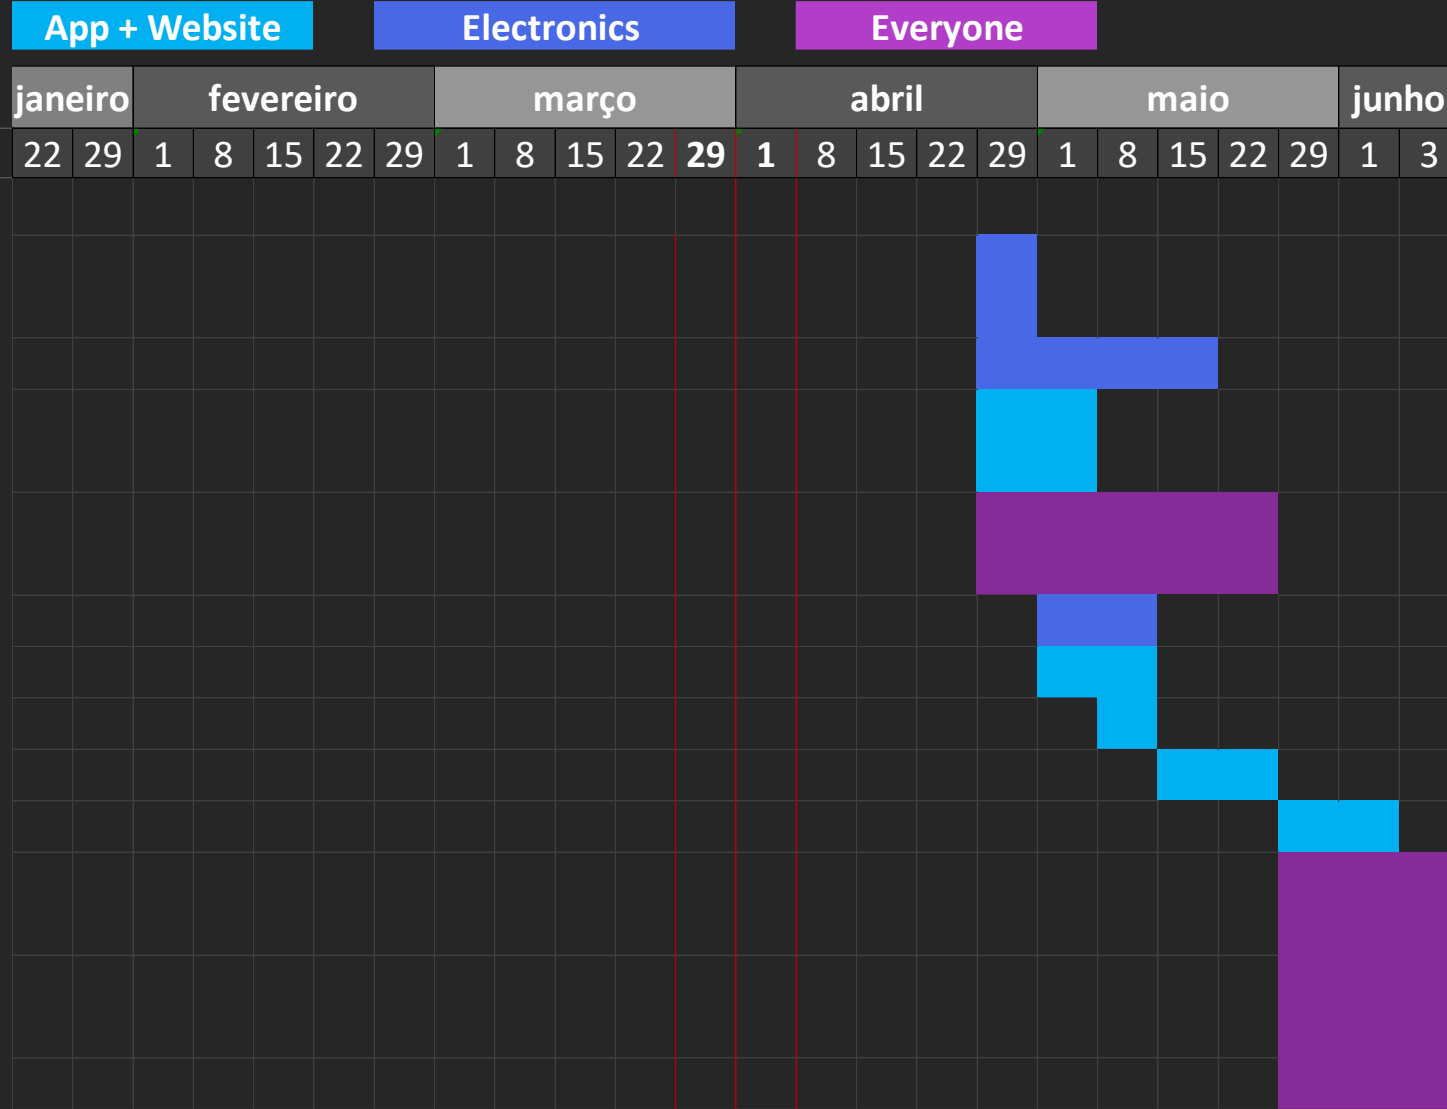 App + Website Electronics Everyone
janeiro fevereiro março abril maio junho
22 29 1 8 15 22 29 1 8 15 22 29 1 8 15 22 29 1 8 15 22 29 1 3